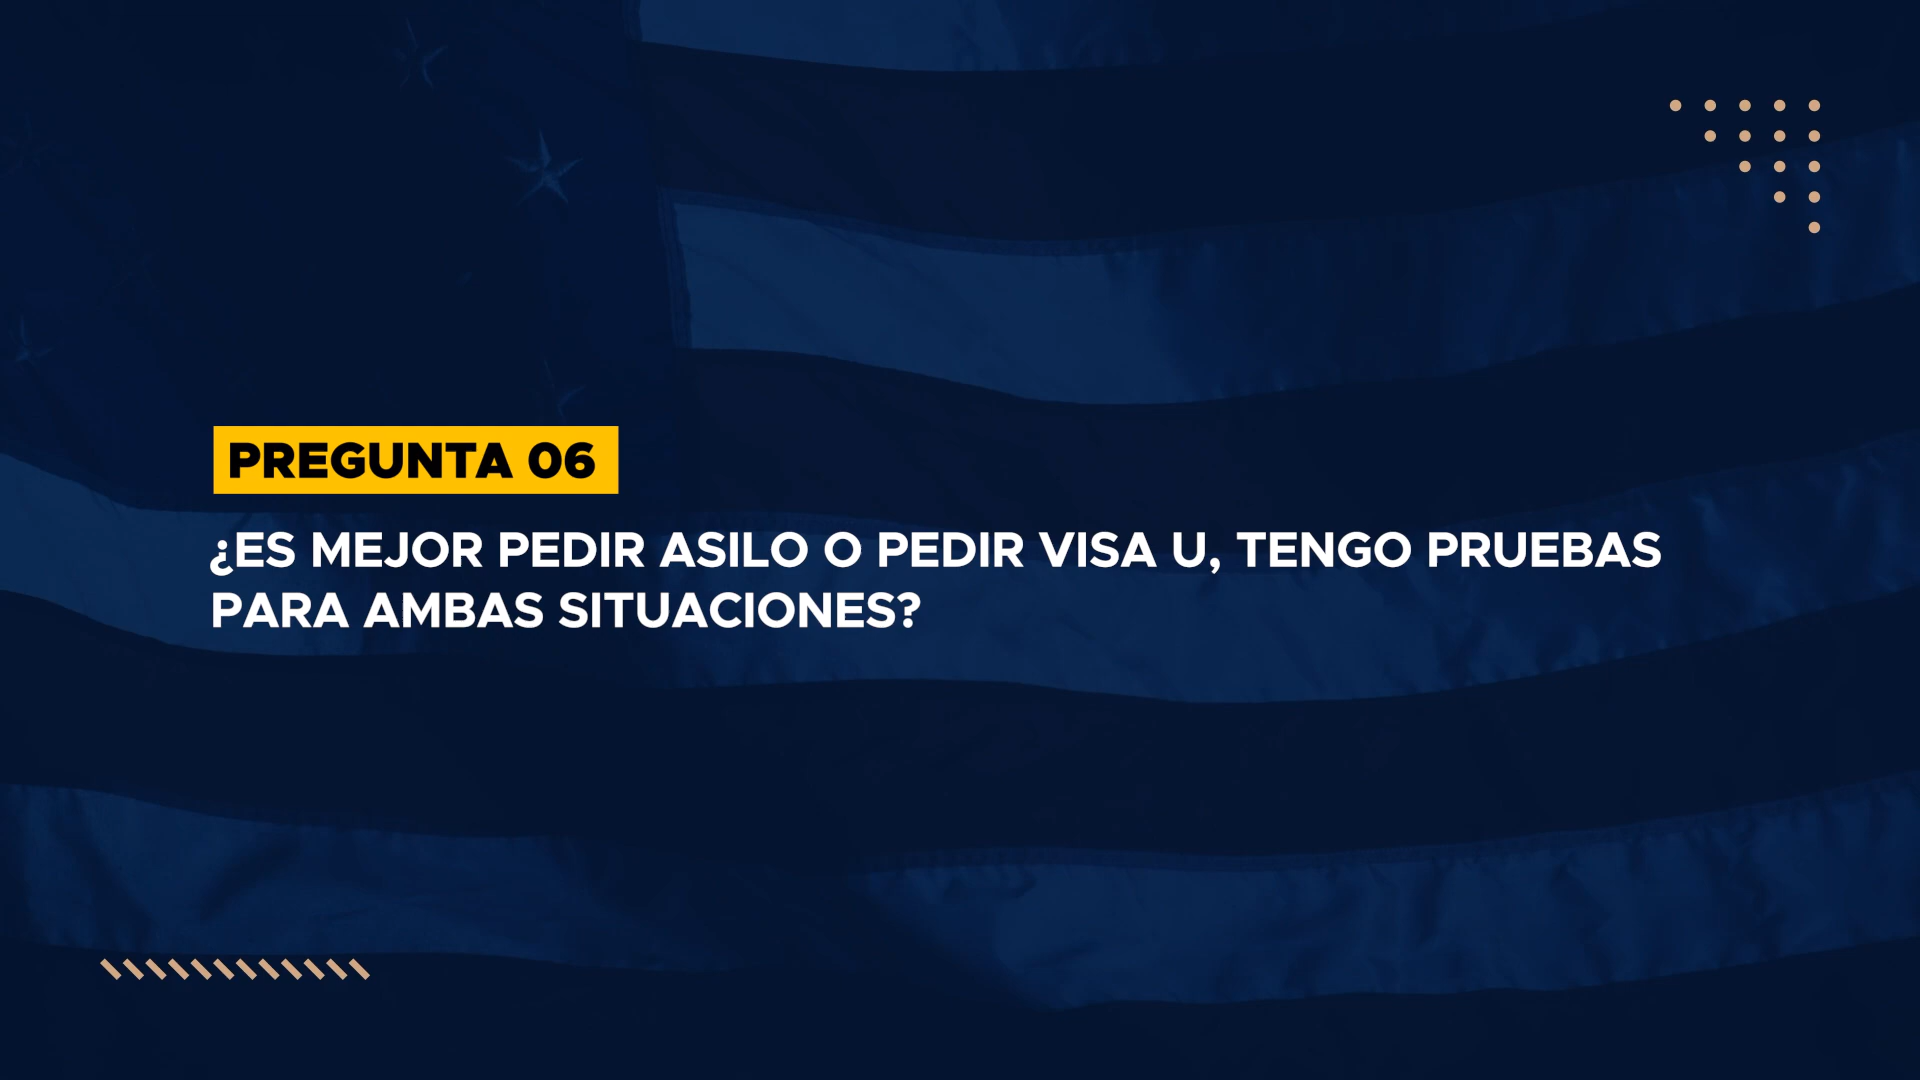 PREGUNTA 06
¿ES MEJOR PEDIR ASILO O PEDIR VISA U, TENGO PRUEBAS
PARA AMBAS SITUACIONES?